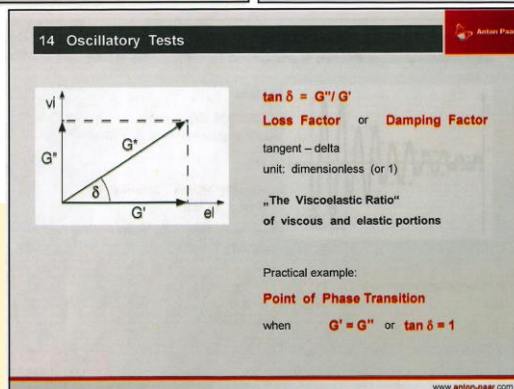 14 Oscillatory Tests
Anton Paar
vi
G"
G*
δ
G'
el
tan δ = G"/ G'
Loss Factor or Damping Factor
tangent – delta
unit: dimensionless (or 1)
„The Viscoelastic Ratio“
of viscous and elastic portions
Practical example:
Point of Phase Transition
when G' = G" or tan δ = 1
www.anton-paar.com